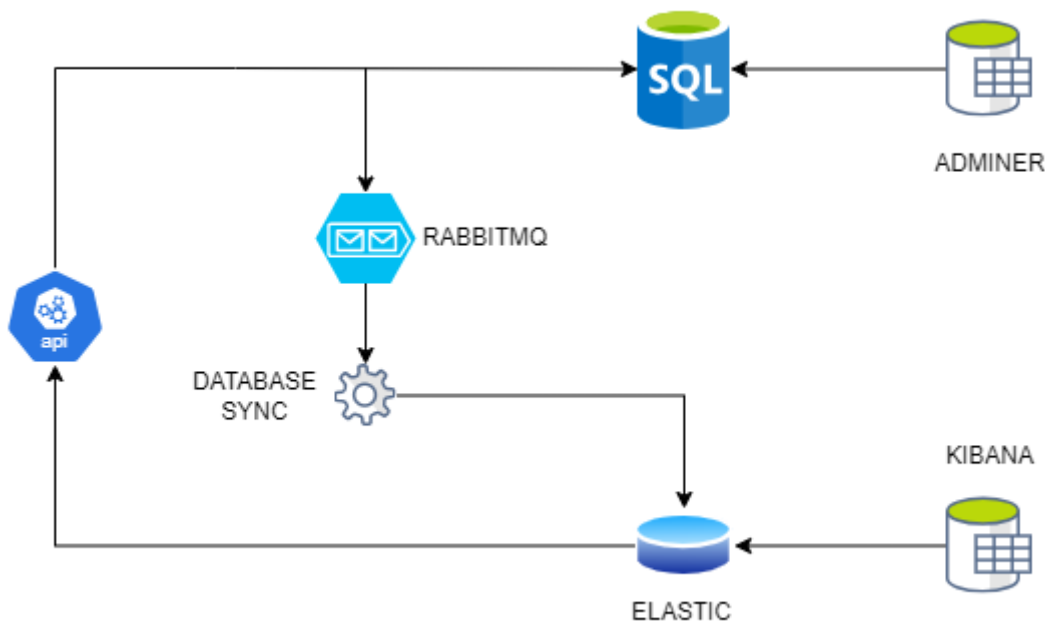 SQL
ADMINER
RABBITMQ
api
DATABASE
SYNC
KIBANA
ELASTIC